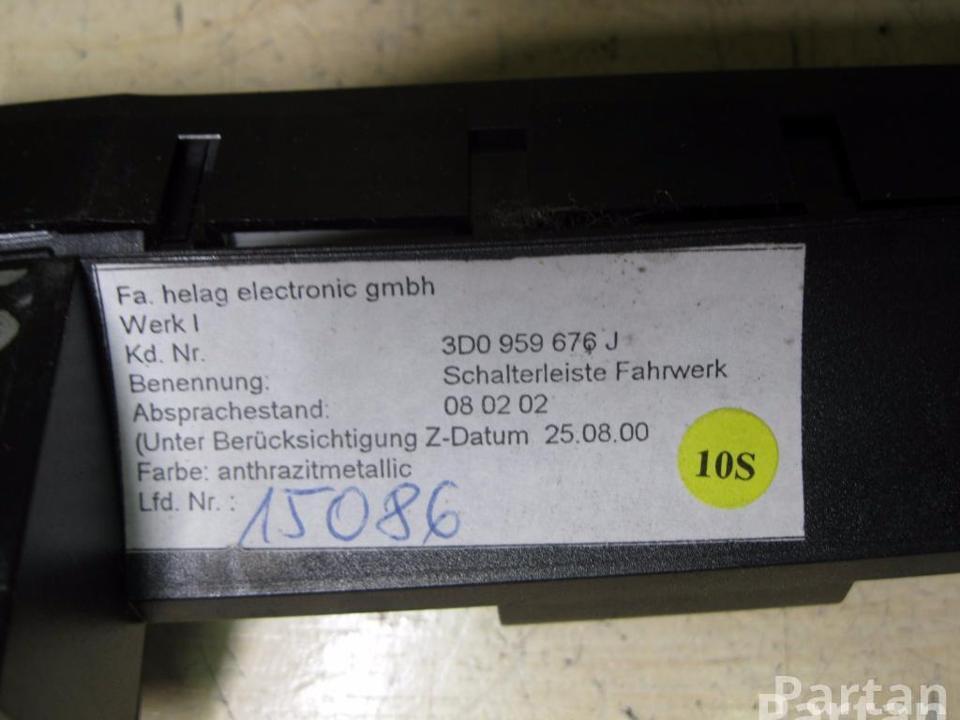 Fa. helag electronic gmbh
Werk I
Kd. Nr. 3D0 959 676 J
Benennung: Schalterleiste Fahrwerk
Absprachestand: 08 02 02
(Unter Berücksichtigung Z-Datum 25.08.00
Farbe: anthrazitmetallic
Lfd. Nr. : 15086
10S
Partan